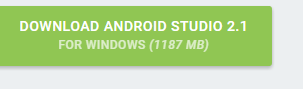 DOWNLOAD ANDROID STUDIO 2.1
FOR WINDOWS (1187 MB)